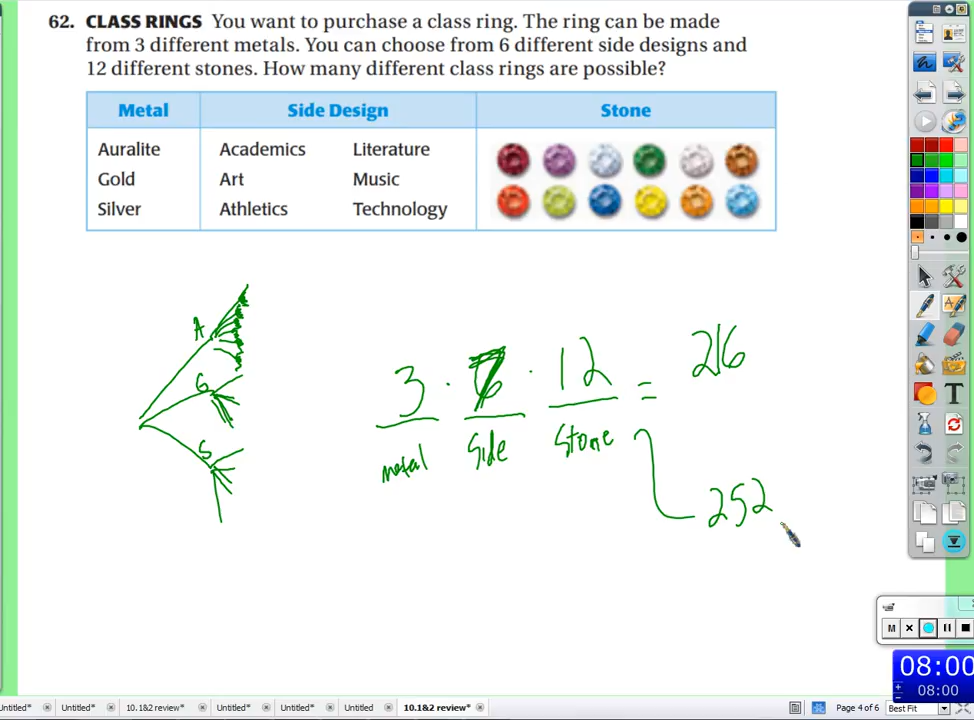 62. CLASS RINGS You want to purchase a class ring. The ring can be made
from 3 different metals. You can choose from 6 different side designs and
12 different stones. How many different class rings are possible?
Metal Side Design Stone
Auralite Academics Literature
Gold Art Music
Silver Athletics Technology
A
G
S
3 · 7 · 12 = 216
metal side stone
252
M
08:00
08:00
Untitled* Untitled* 10.1&2 review* Untitled* Untitled* Untitled 10.1&2 review* Page 4 of 6 Best Fit